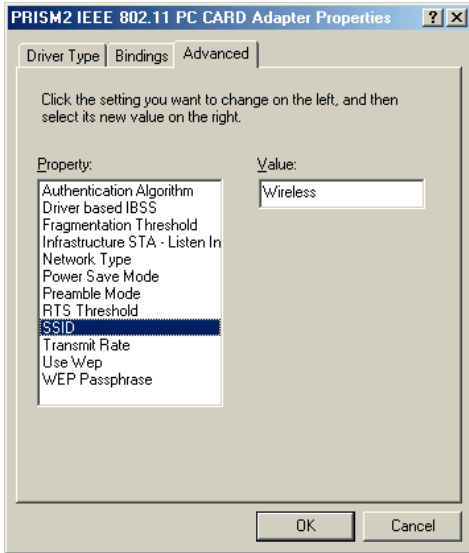 PRISM2 IEEE 802.11 PC CARD Adapter Properties ? X
Driver Type Bindings Advanced
Click the setting you want to change on the left, and then
select its new value on the right.
Property: Value:
Authentication Algorithm Wireless
Driver based IBSS
Fragmentation Threshold
Infrastructure STA - Listen In
Network Type
Power Save Mode
Preamble Mode
RTS Threshold
SSID
Transmit Rate
Use Wep
WEP Passphrase
OK Cancel